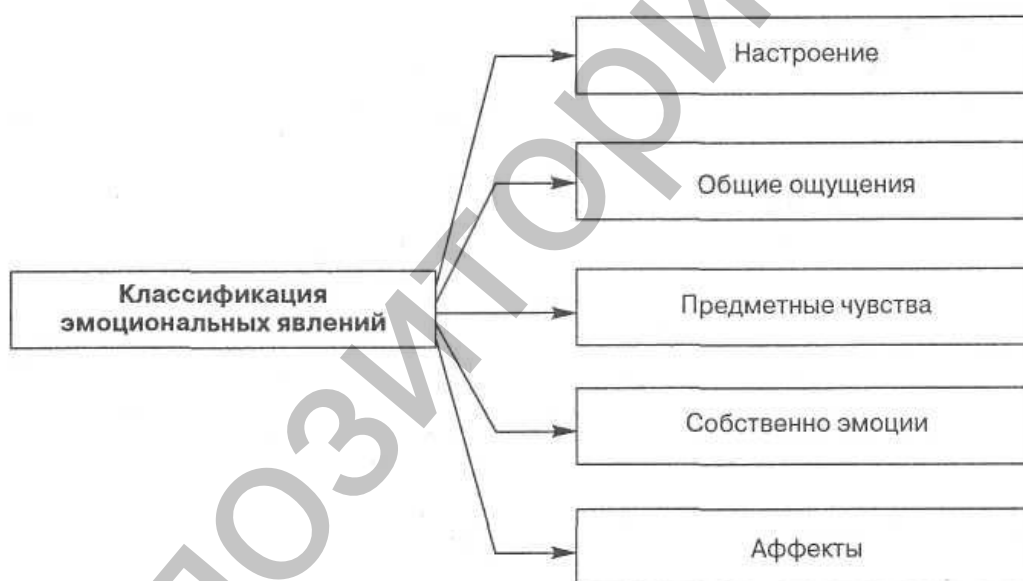 Настроение
Общие ощущения
Предметные чувства
Классификация
эмоциональных явлений
Собственно эмоции
Аффекты